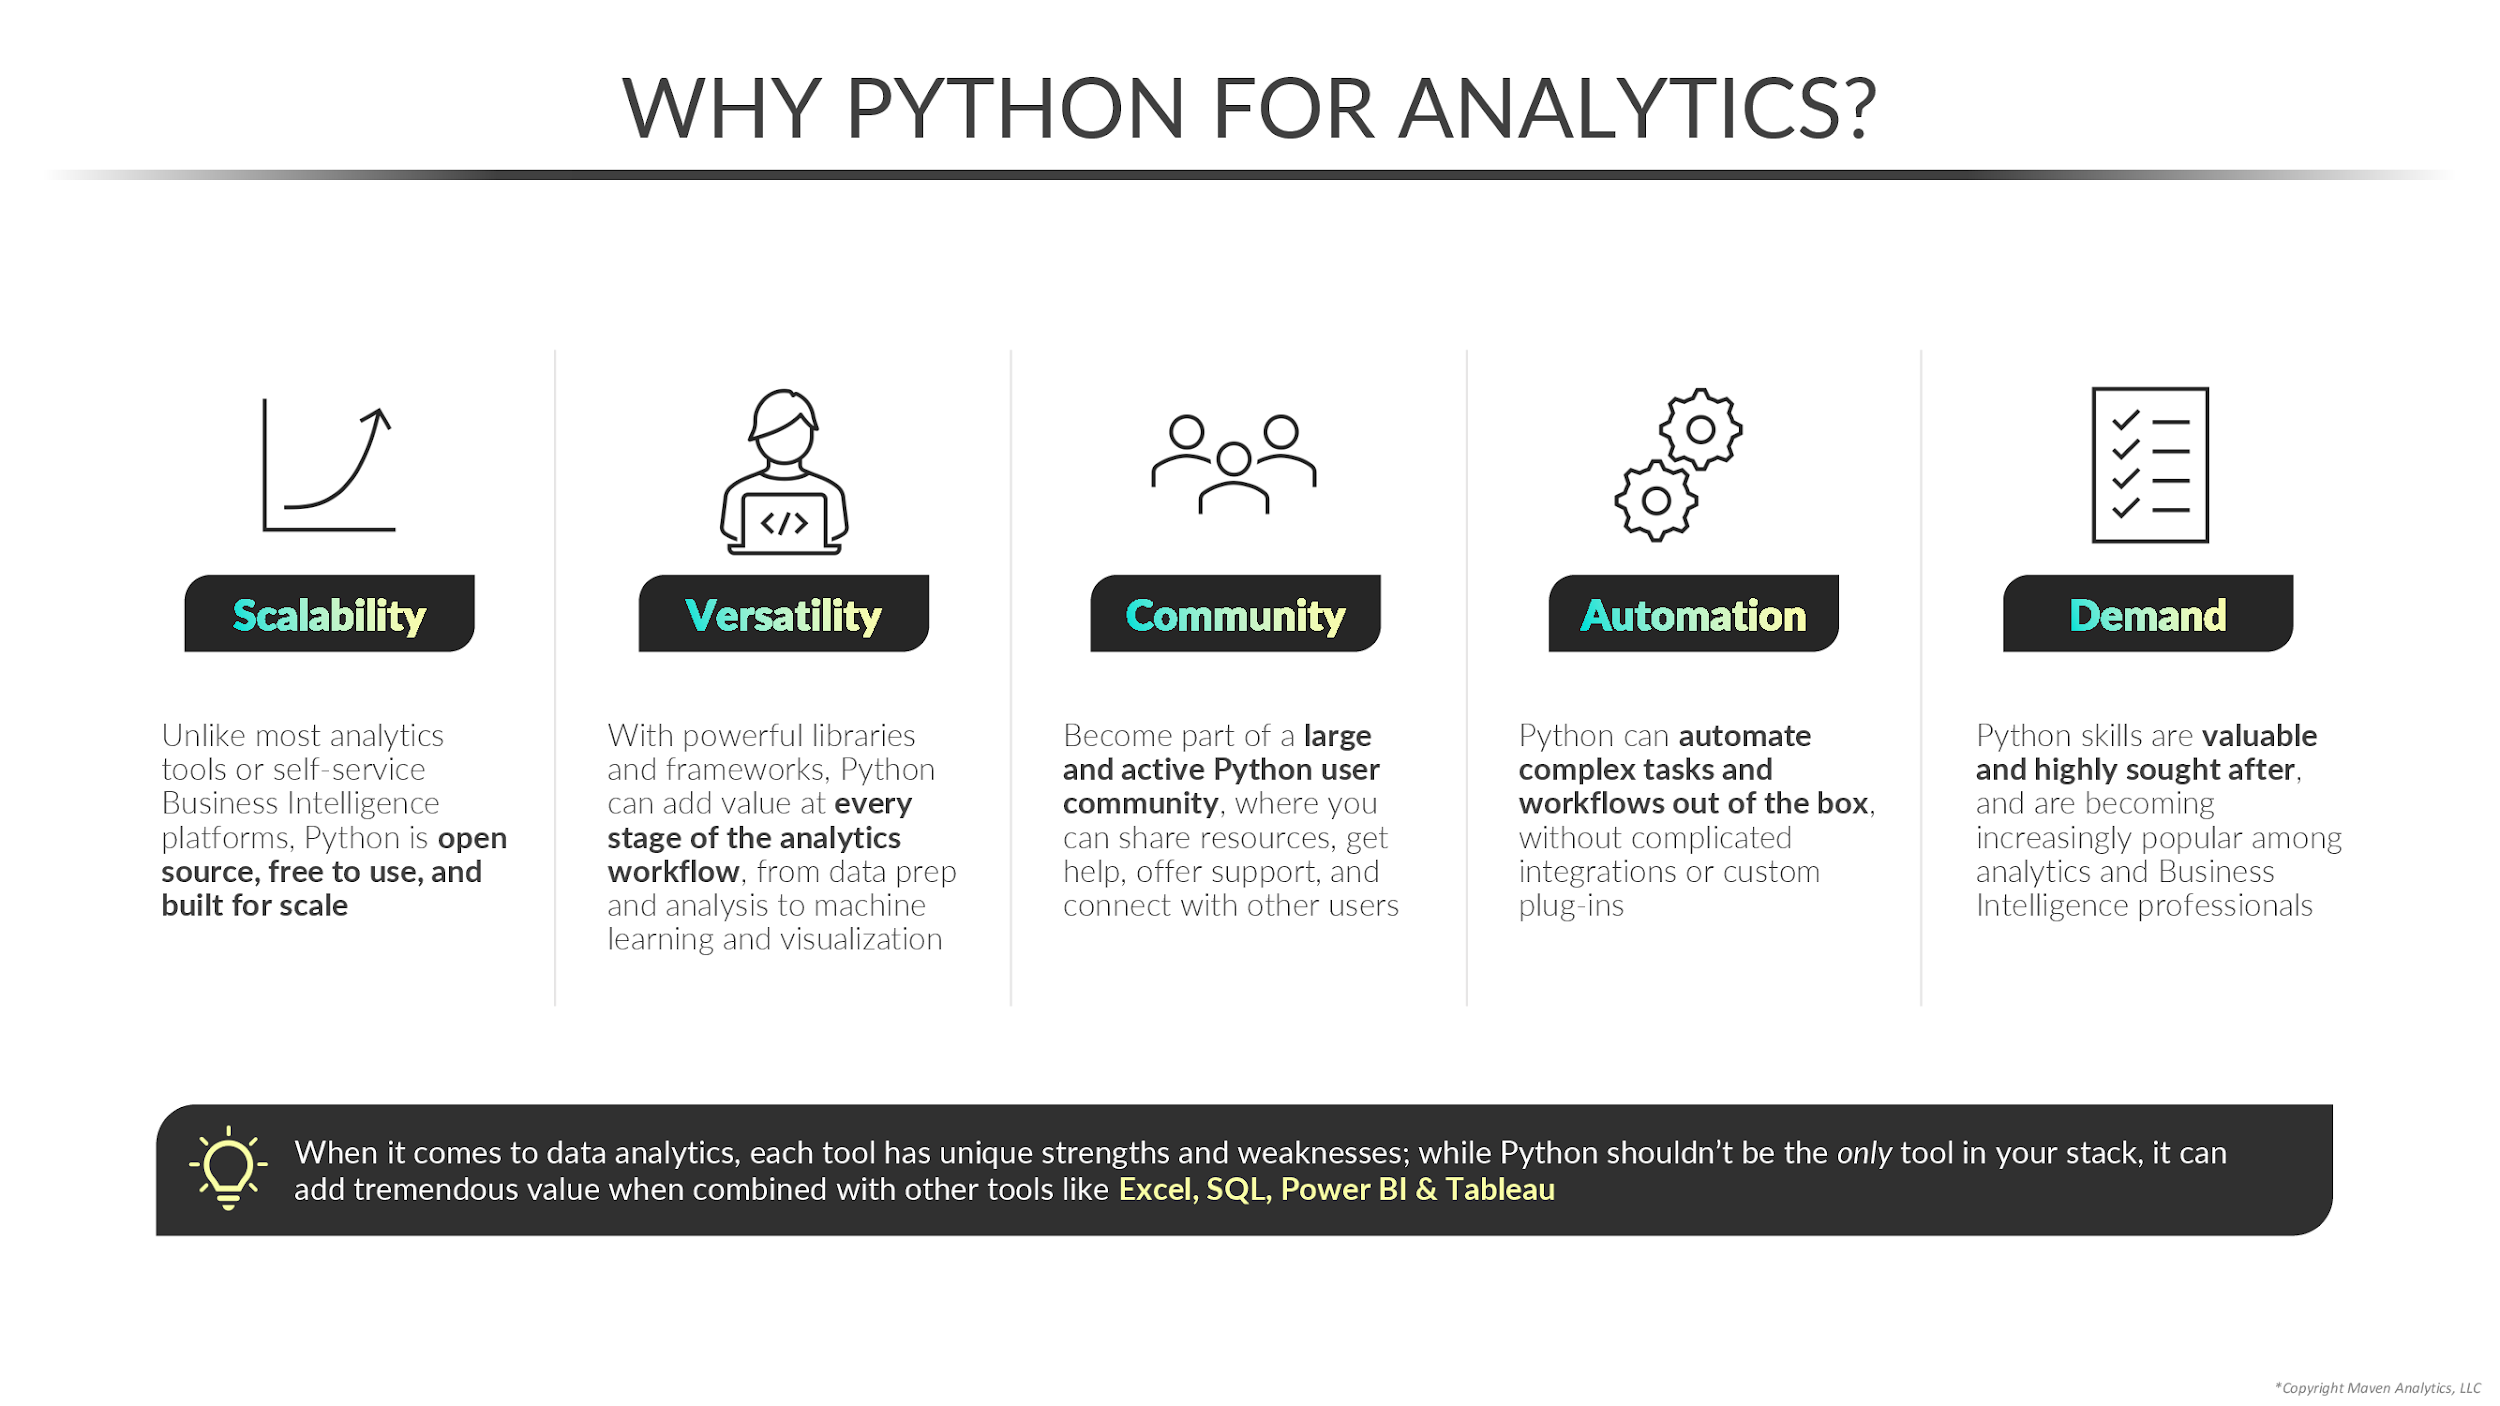 WHY PYTHON FOR ANALYTICS?
</>
Scalability
Unlike most analytics
tools or self-service
Business Intelligence
platforms, Python is open
source, free to use, and
built for scale
Versatility
With powerful libraries
and frameworks, Python
can add value at every
stage of the analytics
workflow, from data prep
and analysis to machine
learning and visualization
Community
Become part of a large
and active Python user
community, where you
can share resources, get
help, offer support, and
connect with other users
Automation
Python can automate
complex tasks and
workflows out of the box,
without complicated
integrations or custom
plug-ins
Demand
Python skills are valuable
and highly sought after,
and are becoming
increasingly popular among
analytics and Business
Intelligence professionals
When it comes to data analytics, each tool has unique strengths and weaknesses; while Python shouldn’t be the only tool in your stack, it can
add tremendous value when combined with other tools like Excel, SQL, Power BI & Tableau
*Copyright Maven Analytics, LLC